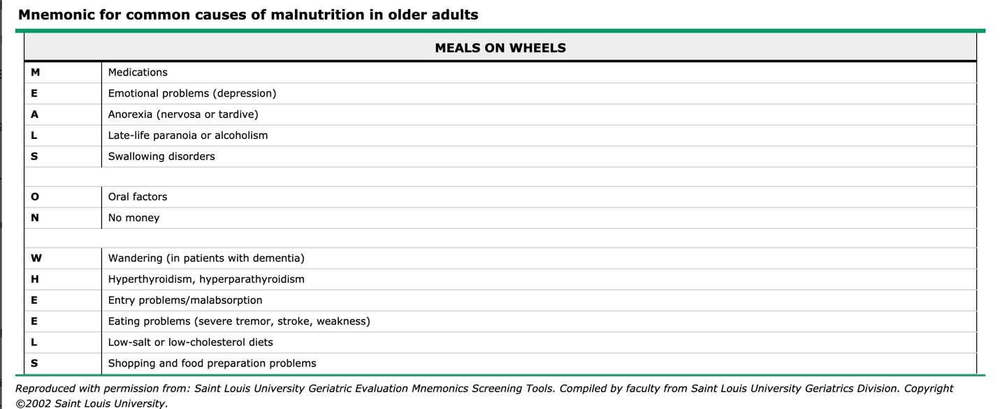 Mnemonic for common causes of malnutrition in older adults
MEALS ON WHEELS
M Medications
E Emotional problems (depression)
A Anorexia (nervosa or tardive)
L Late-life paranoia or alcoholism
S Swallowing disorders
O Oral factors
N No money
W Wandering (in patients with dementia)
H Hyperthyroidism, hyperparathyroidism
E Entry problems/malabsorption
E Eating problems (severe tremor, stroke, weakness)
L Low-salt or low-cholesterol diets
S Shopping and food preparation problems
Reproduced with permission from: Saint Louis University Geriatric Evaluation Mnemonics Screening Tools. Compiled by faculty from Saint Louis University Geriatrics Division. Copyright
©2002 Saint Louis University.